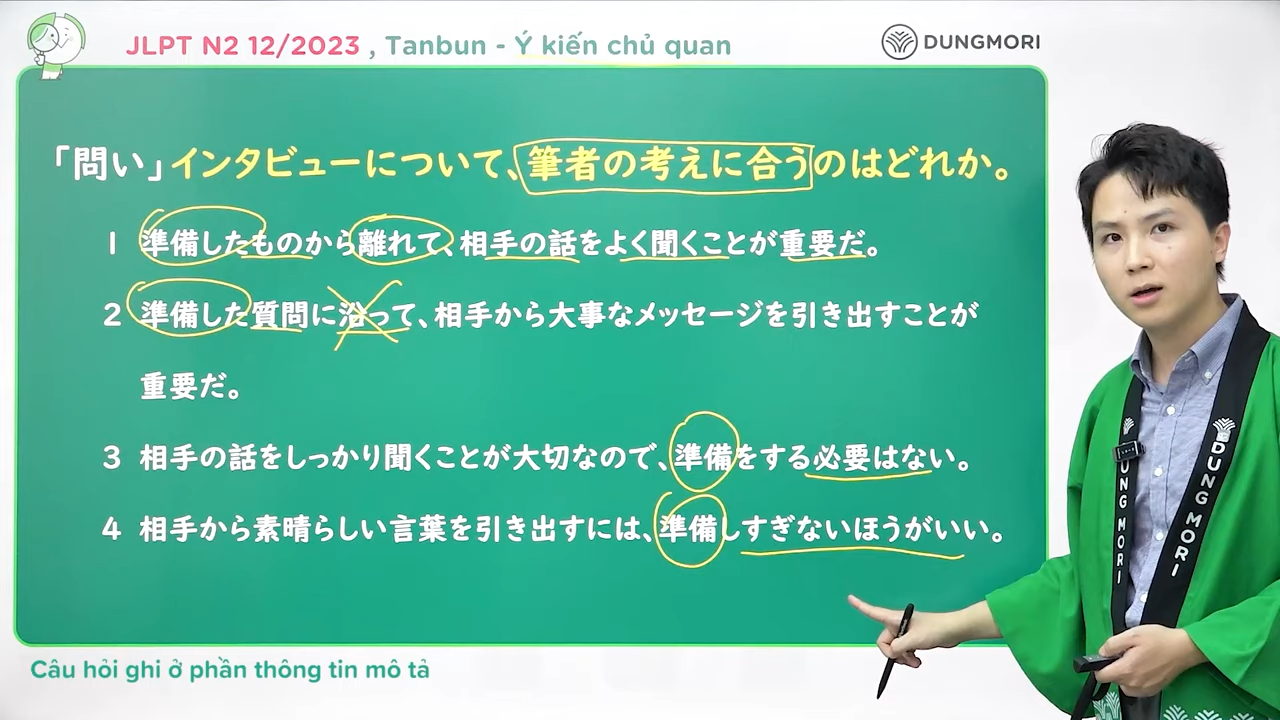 JLPT N2 12/2023 , Tanbun - Ý kiến chủ quan
DUNGMORI
「問い」インタビューについて、筆者の考えに合うのはどれか。
1 準備したものから離れて、相手の話をよく聞くことが重要だ。
2 準備した質問に沿って、相手から大事なメッセージを引き出すことが
重要だ。
3 相手の話をしっかり聞くことが大切なので、準備をする必要はない。
4 相手から素晴らしい言葉を引き出すには、準備しすぎないほうがいい。
Câu hỏi ghi ở phần thông tin mô tả
DUNG MORI
DUNG MORI